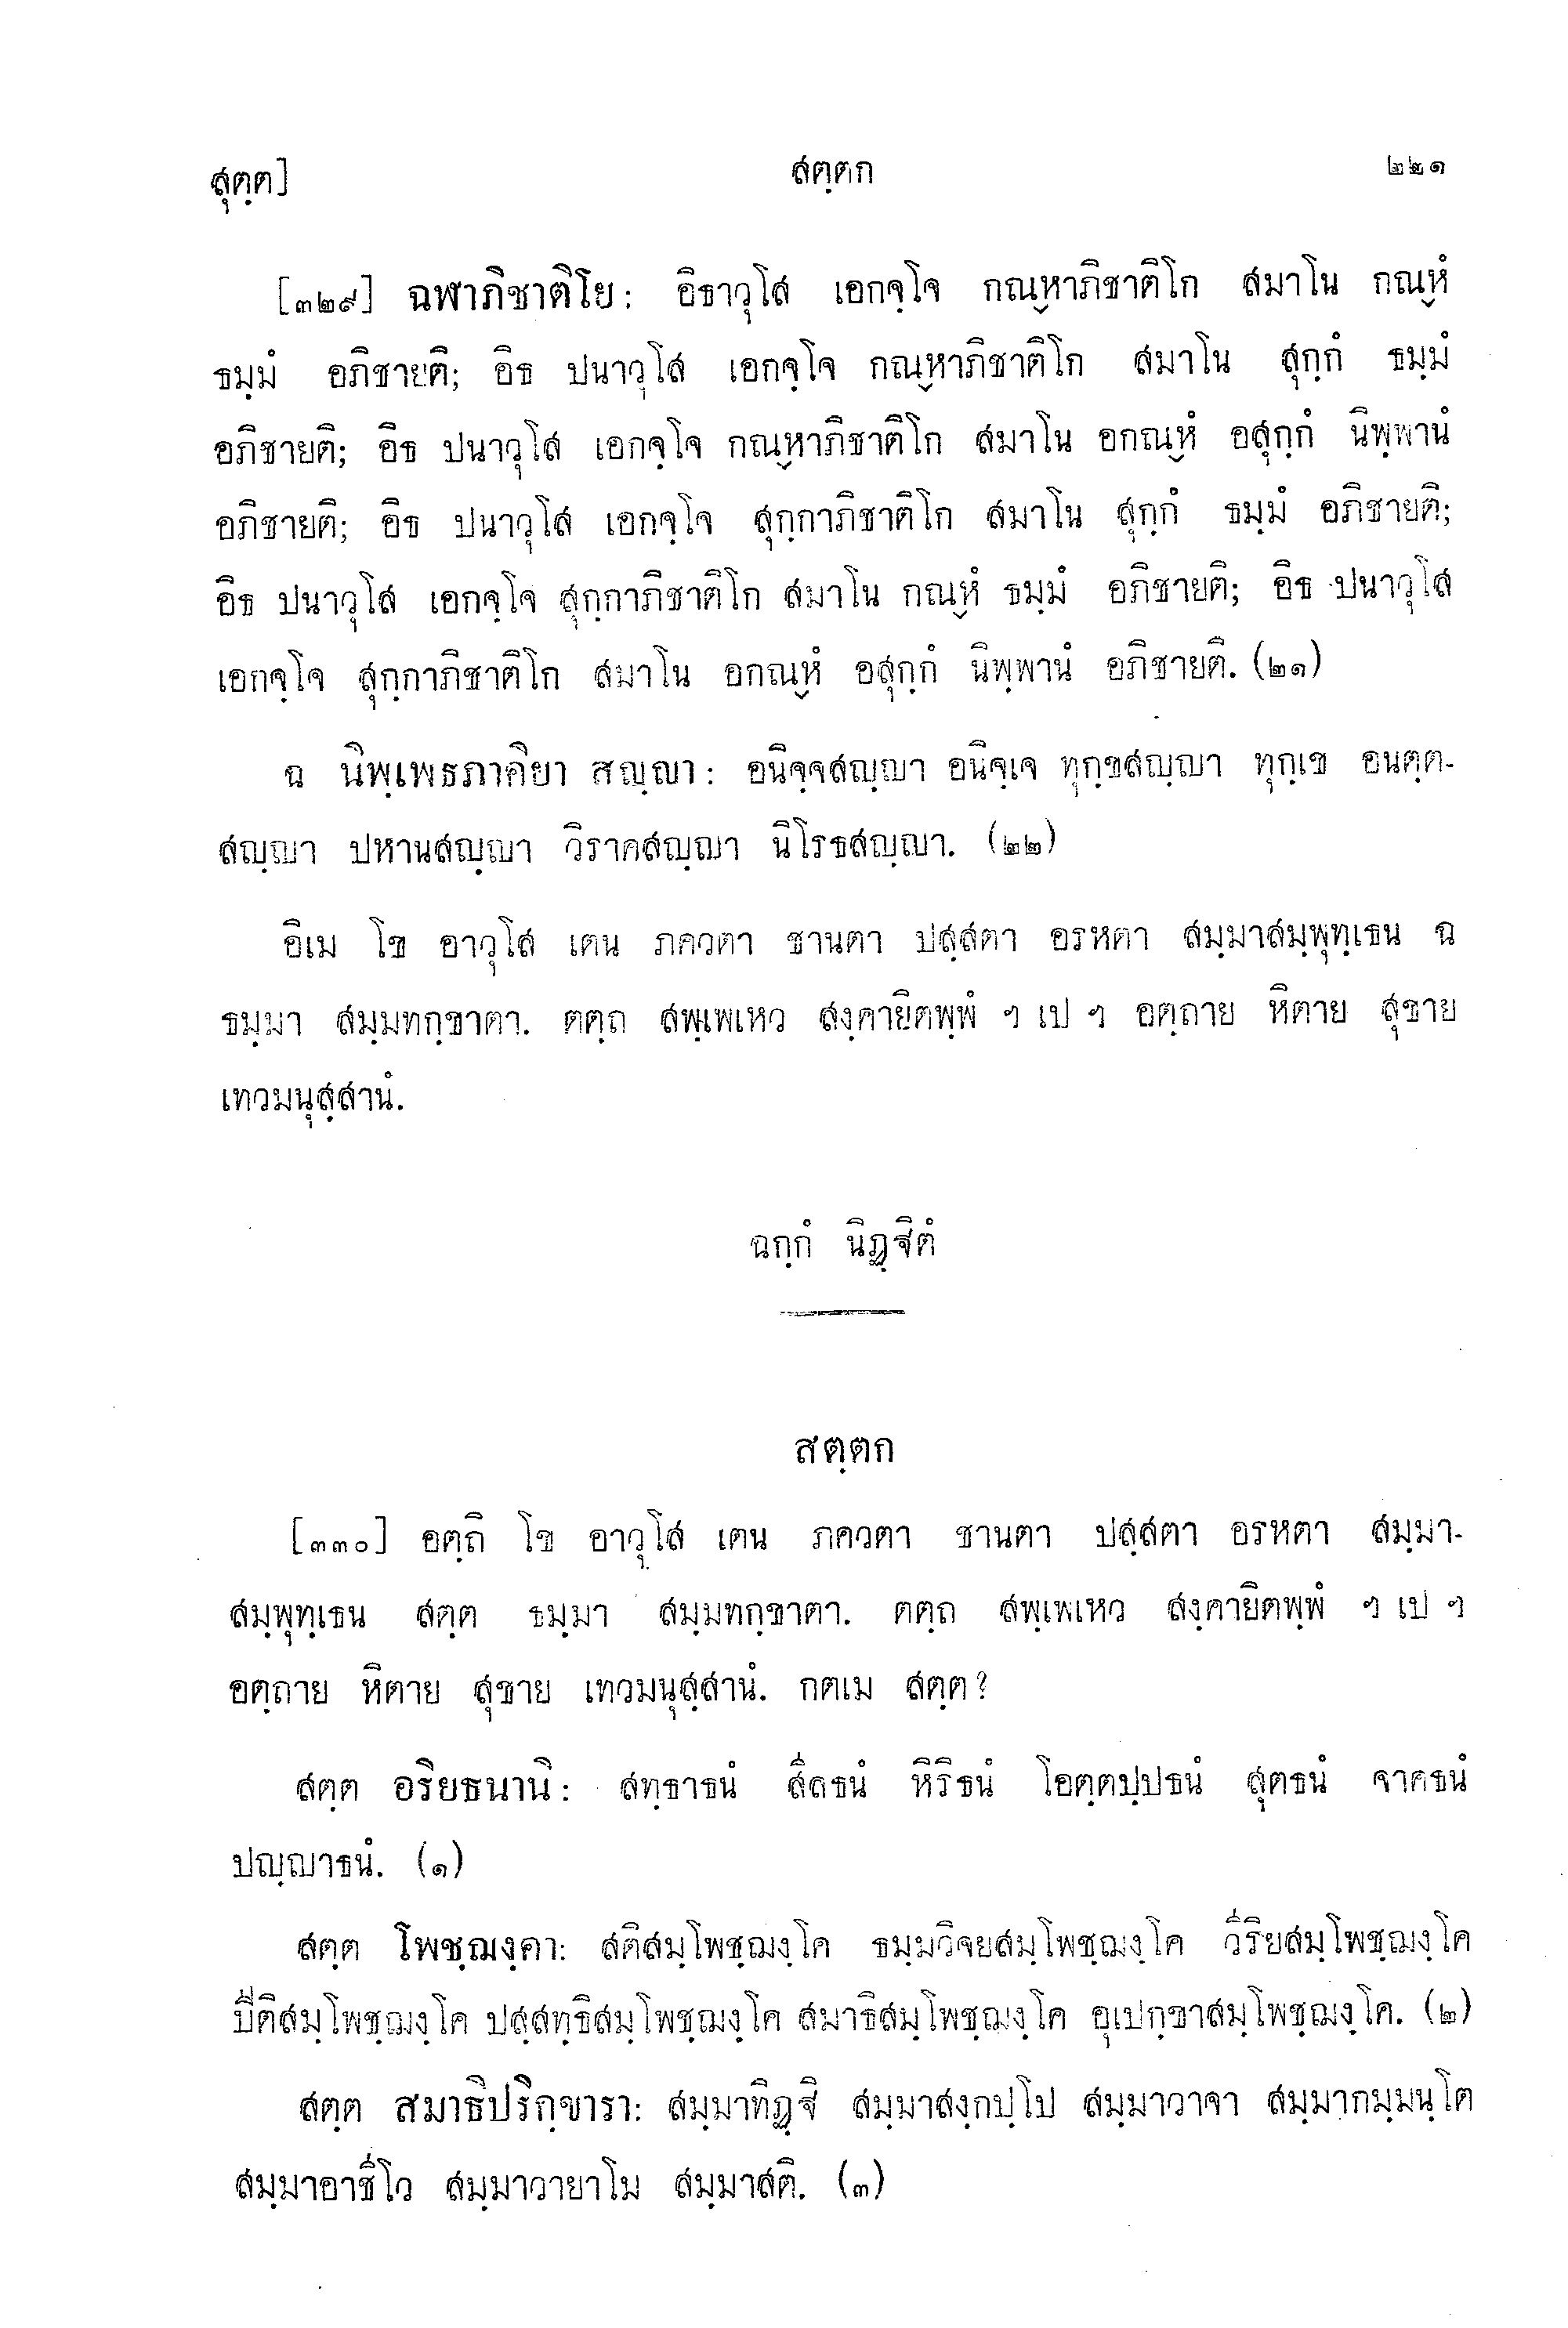 สุตฺต] สตฺตก ๒๒๑
[๓๒๙] ฉฬาภิชาติโย: อิธาวุโส เอกจฺโจ กณฺหาภิชาติโก สมาโน กณฺหํ
ธมฺมํ อภิชายติ; อิธ ปนาวุโส เอกจฺโจ กณฺหาภิชาติโก สมาโน สุกฺกํ ธมฺมํ
อภิชายติ; อิธ ปนาวุโส เอกจฺโจ กณฺหาภิชาติโก สมาโน อกณฺหํ อสุกฺกํ นิพฺพานํ
อภิชายติ; อิธ ปนาวุโส เอกจฺโจ สุกฺกาภิชาติโก สมาโน สุกฺกํ ธมฺมํ อภิชายติ;
อิธ ปนาวุโส เอกจฺโจ สุกฺกาภิชาติโก สมาโน กณฺหํ ธมฺมํ อภิชายติ; อิธ ปนาวุโส
เอกจฺโจ สุกฺกาภิชาติโก สมาโน อกณฺหํ อสุกฺกํ นิพฺพานํ อภิชายติ. (๒๑)
ฉ นิพฺเพธภาคิยา สญฺญา: อนิจฺจสญฺญา อนิจฺเจ ทุกฺขสญฺญา ทุกฺเข อนตฺต-
สญฺญา ปหานสญฺญา วิราคสญฺญา นิโรธสญฺญา. (๒๒)
อิเม โข อาวุโส เตน ภควตา ชานตา ปสฺสตา อรหตา สมฺมาสมฺพุทฺเธน ฉ
ธมฺมา สมฺมทกฺขาตา. ตตฺถ สพฺเพเหว สงฺคายิตพฺพํ ฯ เป ฯ อตฺถาย หิตาย สุขาย
เทวมนุสฺสานํ.
ฉกฺกํ นิฏฺฐิตํ
สตฺตก
[๓๓๐] อตฺถิ โข อาวุโส เตน ภควตา ชานตา ปสฺสตา อรหตา สมฺมา-
สมฺพุทฺเธน สตฺต ธมฺมา สมฺมทกฺขาตา. ตตฺถ สพฺเพเหว สงฺคายิตพฺพํ ฯ เป ฯ
อตฺถาย หิตาย สุขาย เทวมนุสฺสานํ. กตเม สตฺต?
สตฺต อริยธนานิ: สทฺธาธนํ สีลธนํ หิริธนํ โอตฺตปฺปธนํ สุตธนํ จาคธนํ
ปญฺญาธนํ. (๑)
สตฺต โพชฺฌงฺคา: สติสมฺโพชฺฌงฺโค ธมฺมวิจยสมฺโพชฺฌงฺโค วีริยสมฺโพชฺฌงฺโค
ปีติสมฺโพชฺฌงฺโค ปสฺสทฺธิสมฺโพชฺฌงฺโค สมาธิสมฺโพชฺฌงฺโค อุเปกฺขาสมฺโพชฺฌงฺโค. (๒)
สตฺต สมาธิปริกฺขารา: สมฺมาทิฏฺฐิ สมฺมาสงฺกปฺโป สมฺมาวาจา สมฺมากมฺมนฺโต
สมฺมาอาชีโว สมฺมาวายาโม สมฺมาสติ. (๓)